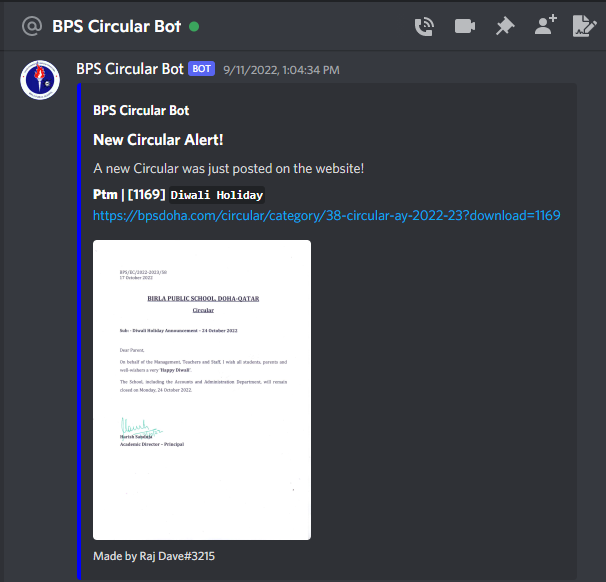 BPS Circular Bot
BPS Circular Bot BOT 9/11/2022, 1:04:34 PM
BPS Circular Bot
New Circular Alert!
A new Circular was just posted on the website!
Ptm | [1169] Diwali Holiday
https://bpsdoha.com/circular/category/38-circular-ay-2022-23?download=1169
BPS/EC/2022-2023/58
17 October 2022
BIRLA PUBLIC SCHOOL, DOHA-QATAR
Circular
Sub: - Diwali Holiday Announcement – 24 October 2022
Dear Parent,
On behalf of the Management, Teachers and Staff, I wish all students, parents and
well-wishers a very 'Happy Diwali'.
The School, including the Accounts and Administration Department, will remain
closed on Monday, 24 October 2022.
Academic Director – Principal
Made by Raj Dave#3215